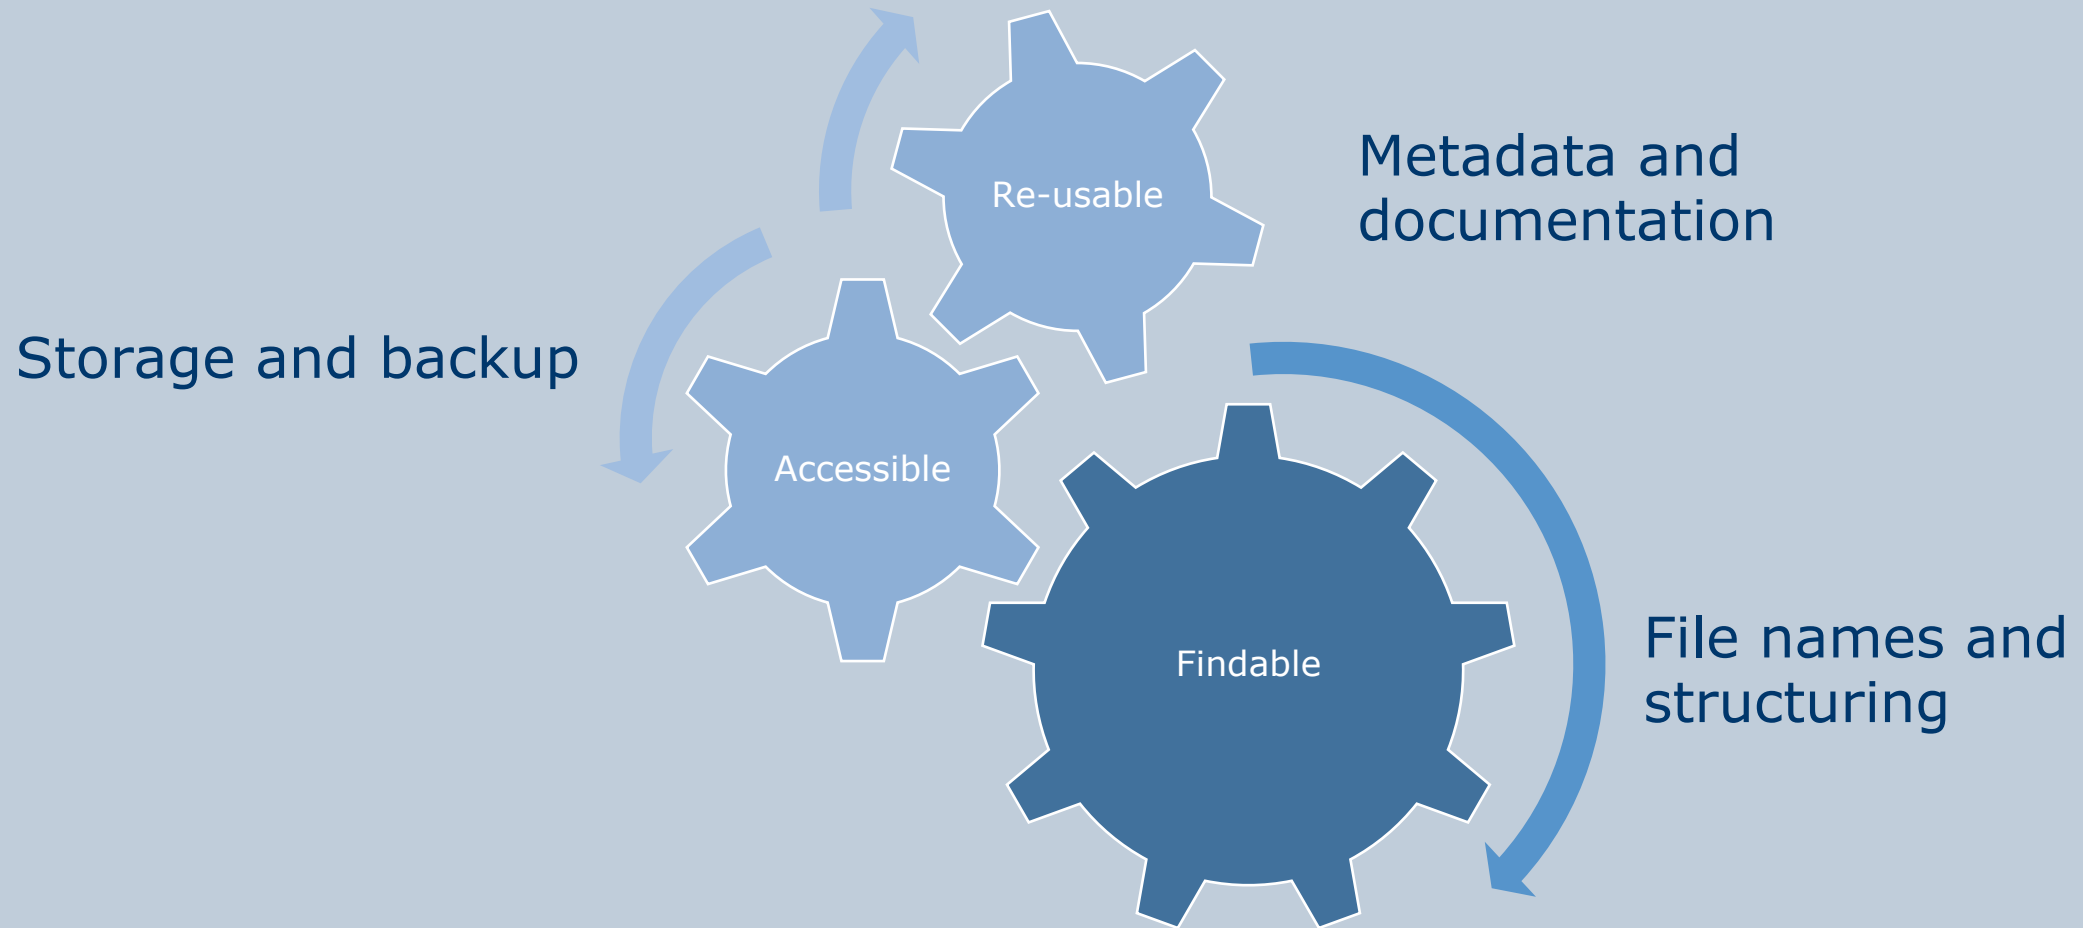 Re-usable
Metadata and
documentation
Storage and backup
Accessible
Findable
File names and
structuring